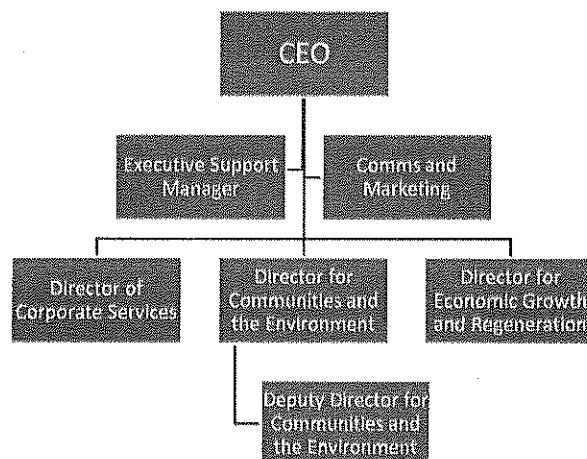 CEO
Executive Support
Manager
Comms and
Marketing
Director of
Corporate Services
Director for
Communities and
the Environment
Director for
Economic Growth
and Regeneration
Deputy Director for
Communities and
the Environment